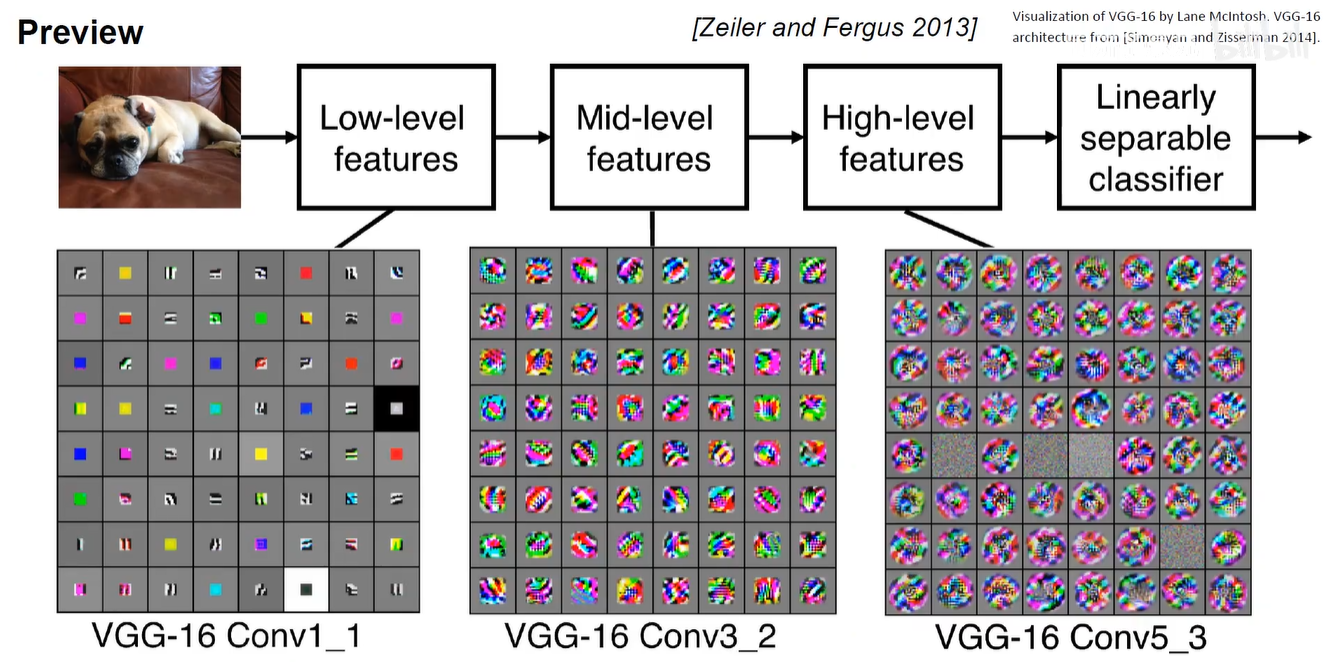 Preview
[Zeiler and Fergus 2013]
Visualization of VGG-16 by Lane McIntosh. VGG-16
architecture from [Simonyan and Zisserman 2014].
Low-level
features
Mid-level
features
High-level
features
Linearly
separable
classifier
VGG-16 Conv1_1
VGG-16 Conv3_2
VGG-16 Conv5_3
bilibili